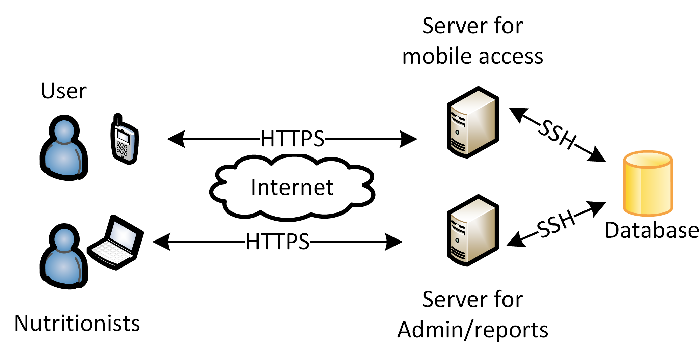 Server for
mobile access
User
HTTPS
SSH
Internet
HTTPS
SSH
Database
Nutritionists
Server for
Admin/reports